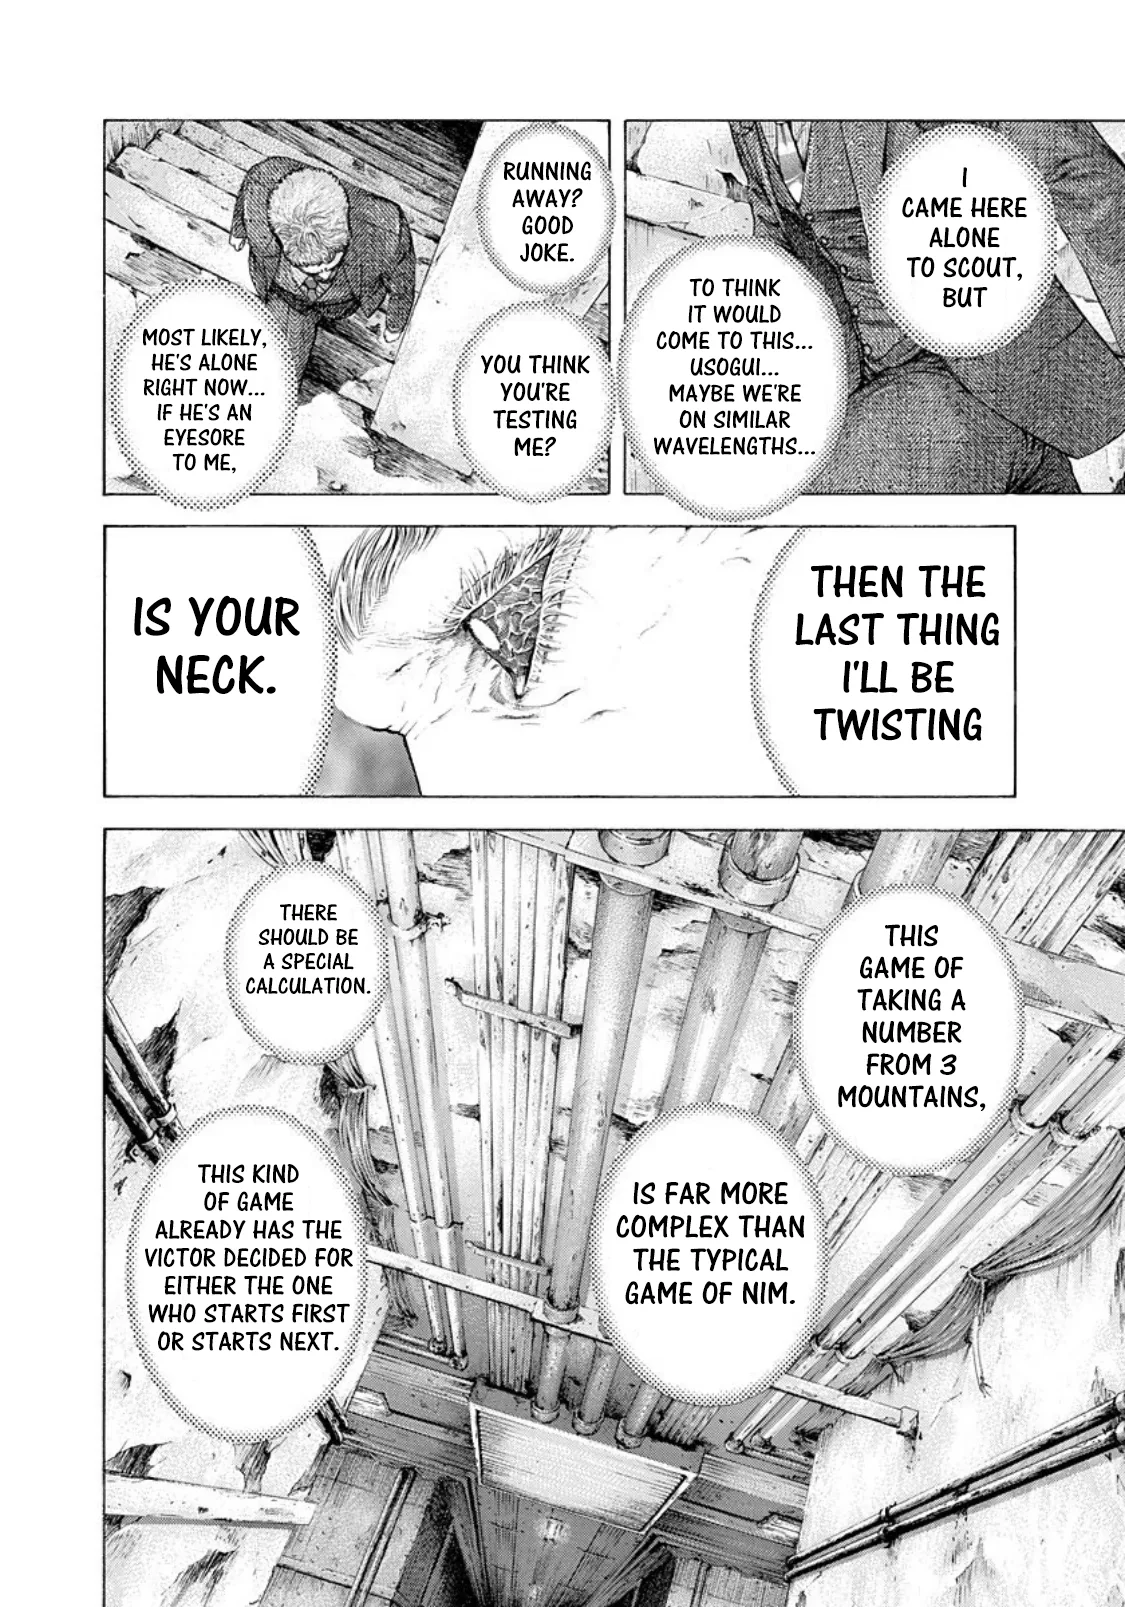 I
CAME HERE
ALONE
TO SCOUT,
BUT
TO THINK
IT WOULD
COME TO THIS...
USOGUI...
MAYBE WE'RE
ON SIMILAR
WAVELENGTHS...
RUNNING
AWAY?
GOOD
JOKE.
YOU THINK
YOU'RE
TESTING
ME?
MOST LIKELY,
HE'S ALONE
RIGHT NOW...
IF HE'S AN
EYESORE
TO ME,
THEN THE
LAST THING
I'LL BE
TWISTING
IS YOUR
NECK.
THIS
GAME OF
TAKING A
NUMBER
FROM 3
MOUNTAINS,
IS FAR MORE
COMPLEX THAN
THE TYPICAL
GAME OF NIM.
THERE
SHOULD BE
A SPECIAL
CALCULATION.
THIS KIND
OF GAME
ALREADY HAS THE
VICTOR DECIDED FOR
EITHER THE ONE
WHO STARTS FIRST
OR STARTS NEXT.